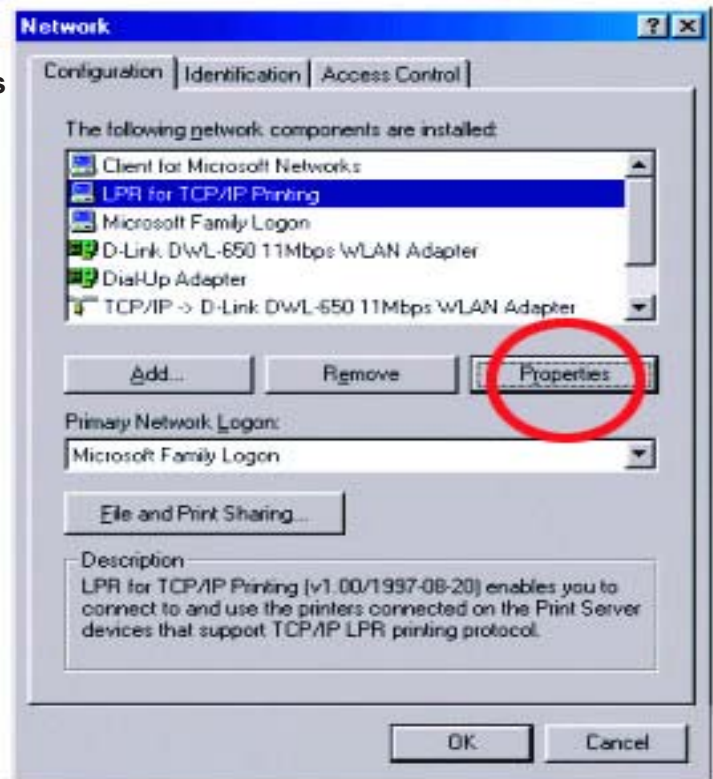 Network
s
Configuration Identification Access Control
The following network components are installed:
Client for Microsoft Networks
LPR for TCP/IP Printing
Microsoft Family Logon
D-Link DWL-650 11Mbps WLAN Adapter
Dial-Up Adapter
TCP/IP -> D-Link DWL-650 11Mbps WLAN Adapter
Add... Remove Properties
Primary Network Logon:
Microsoft Family Logon
File and Print Sharing...
Description
LPR for TCP/IP Printing (v1.00/1997-08-20) enables you to
connect to and use the printers connected on the Print Server
devices that support TCP/IP LPR printing protocol.
OK Cancel